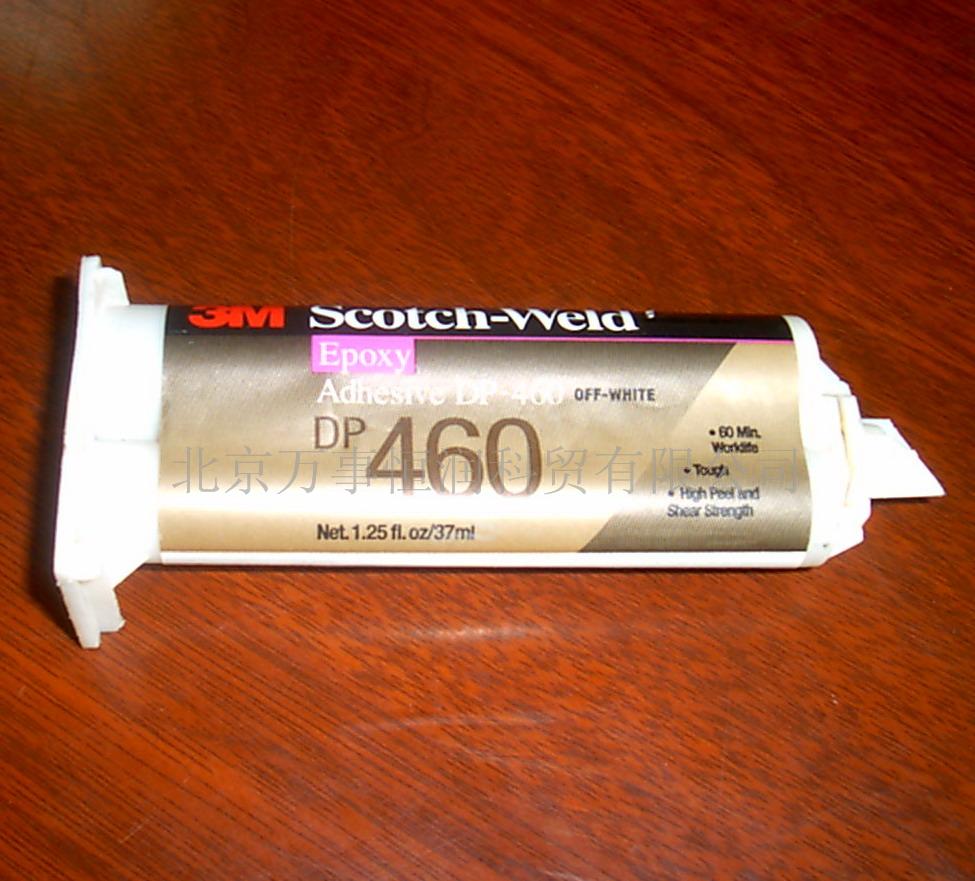 3M Scotch-Weld
Epoxy
Adhesive DP-460 OFF-WHITE
DP 460
• 60 Min.
Worklife
• Tough
• High Peel and
Shear Strength
Net. 1.25 fl. oz/37ml
北京万事恒润科贸有限公司